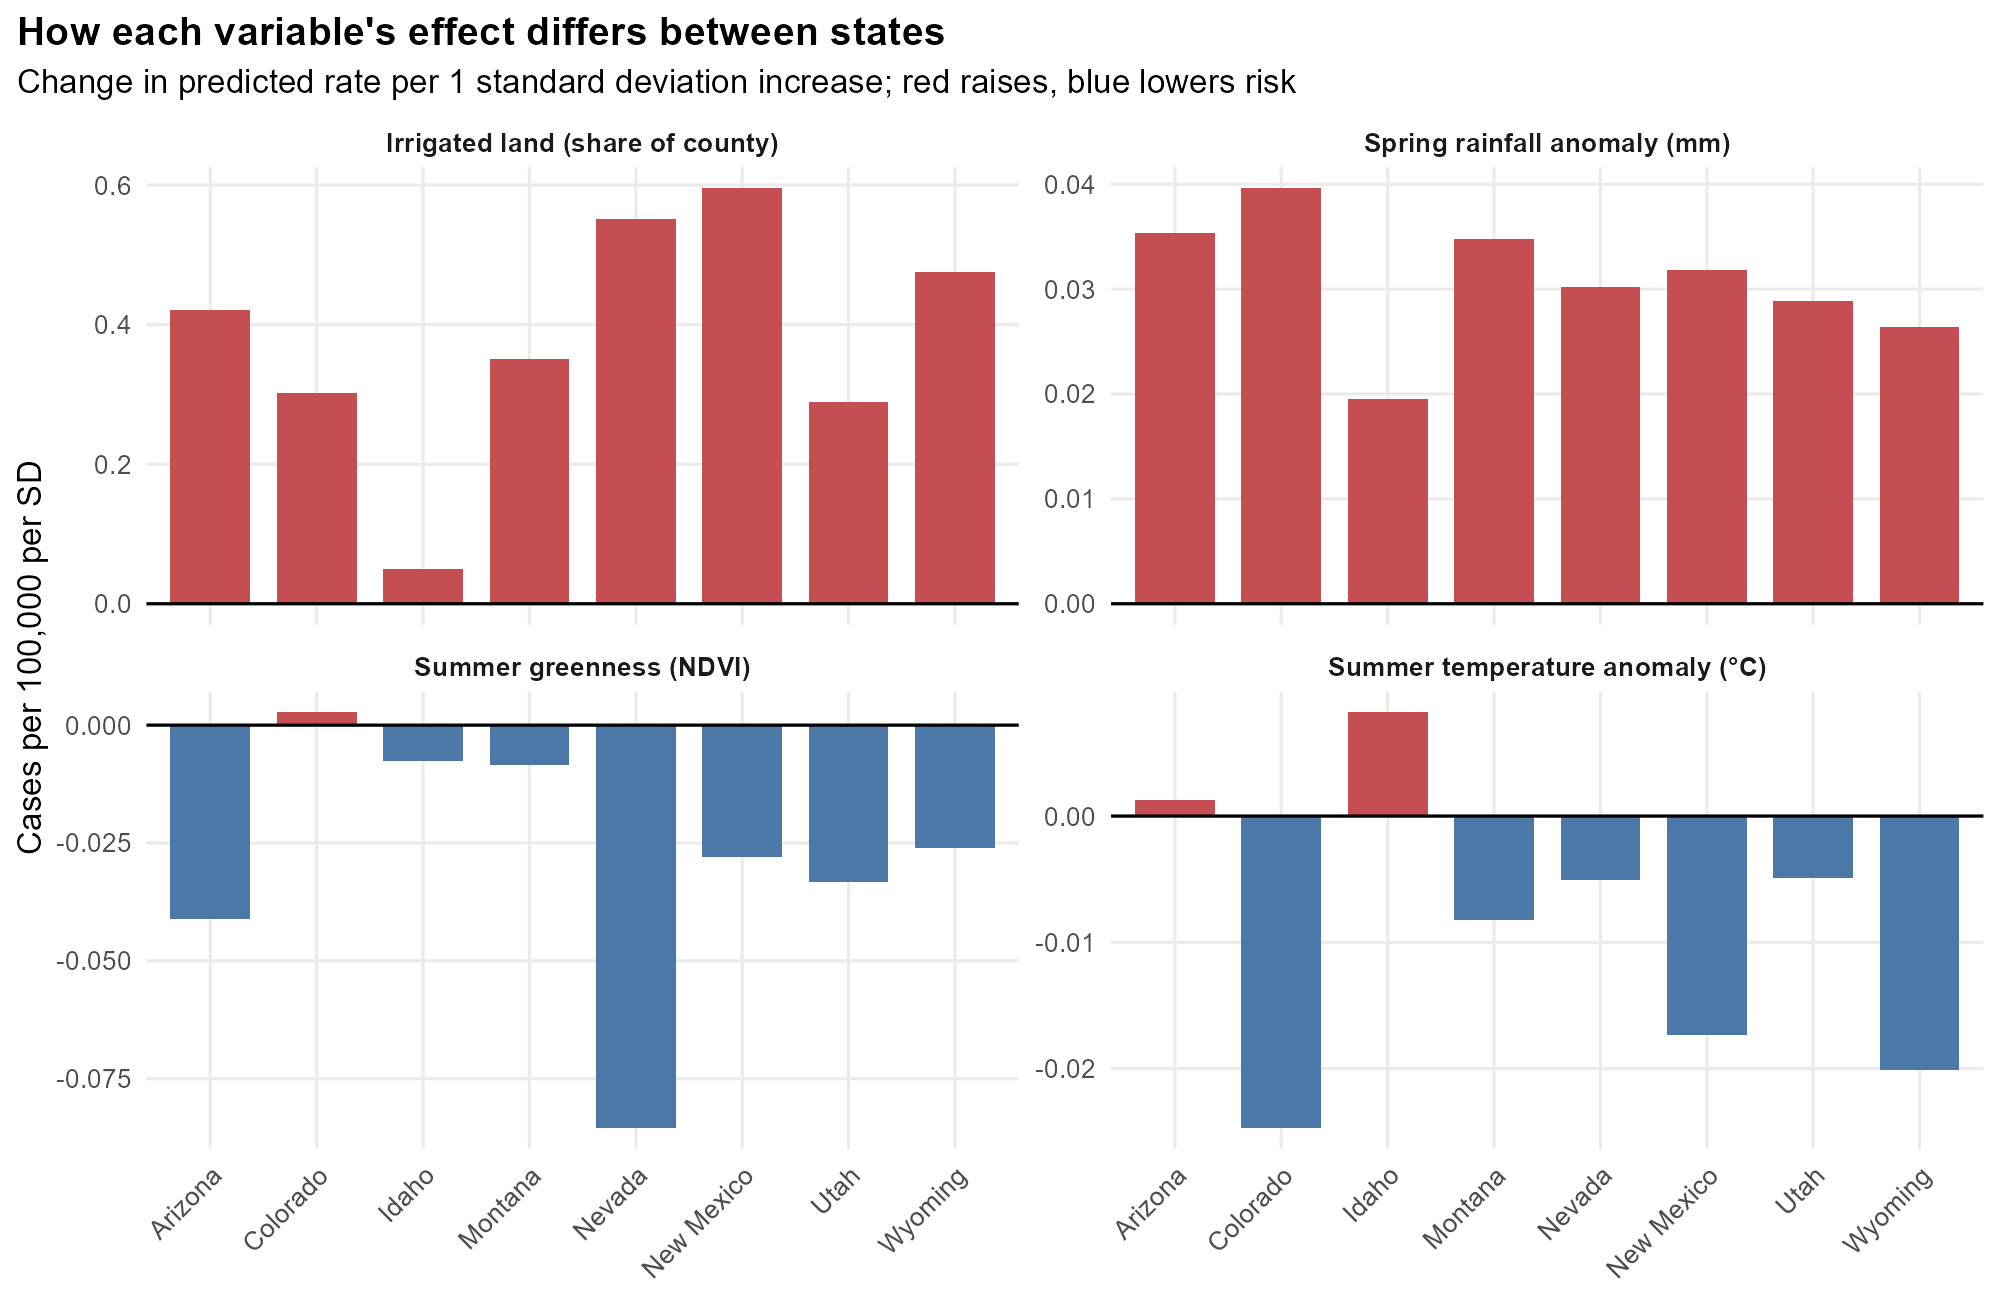 How each variable's effect differs between states
Change in predicted rate per 1 standard deviation increase; red raises, blue lowers risk
Cases per 100,000 per SD
Irrigated land (share of county)
0.6
0.4
0.2
0.0
Spring rainfall anomaly (mm)
0.04
0.03
0.02
0.01
0.00
Summer greenness (NDVI)
0.000
-0.025
-0.050
-0.075
Arizona
Colorado
Idaho
Montana
Nevada
New Mexico
Utah
Wyoming
Summer temperature anomaly (°C)
0.00
-0.01
-0.02
Arizona
Colorado
Idaho
Montana
Nevada
New Mexico
Utah
Wyoming